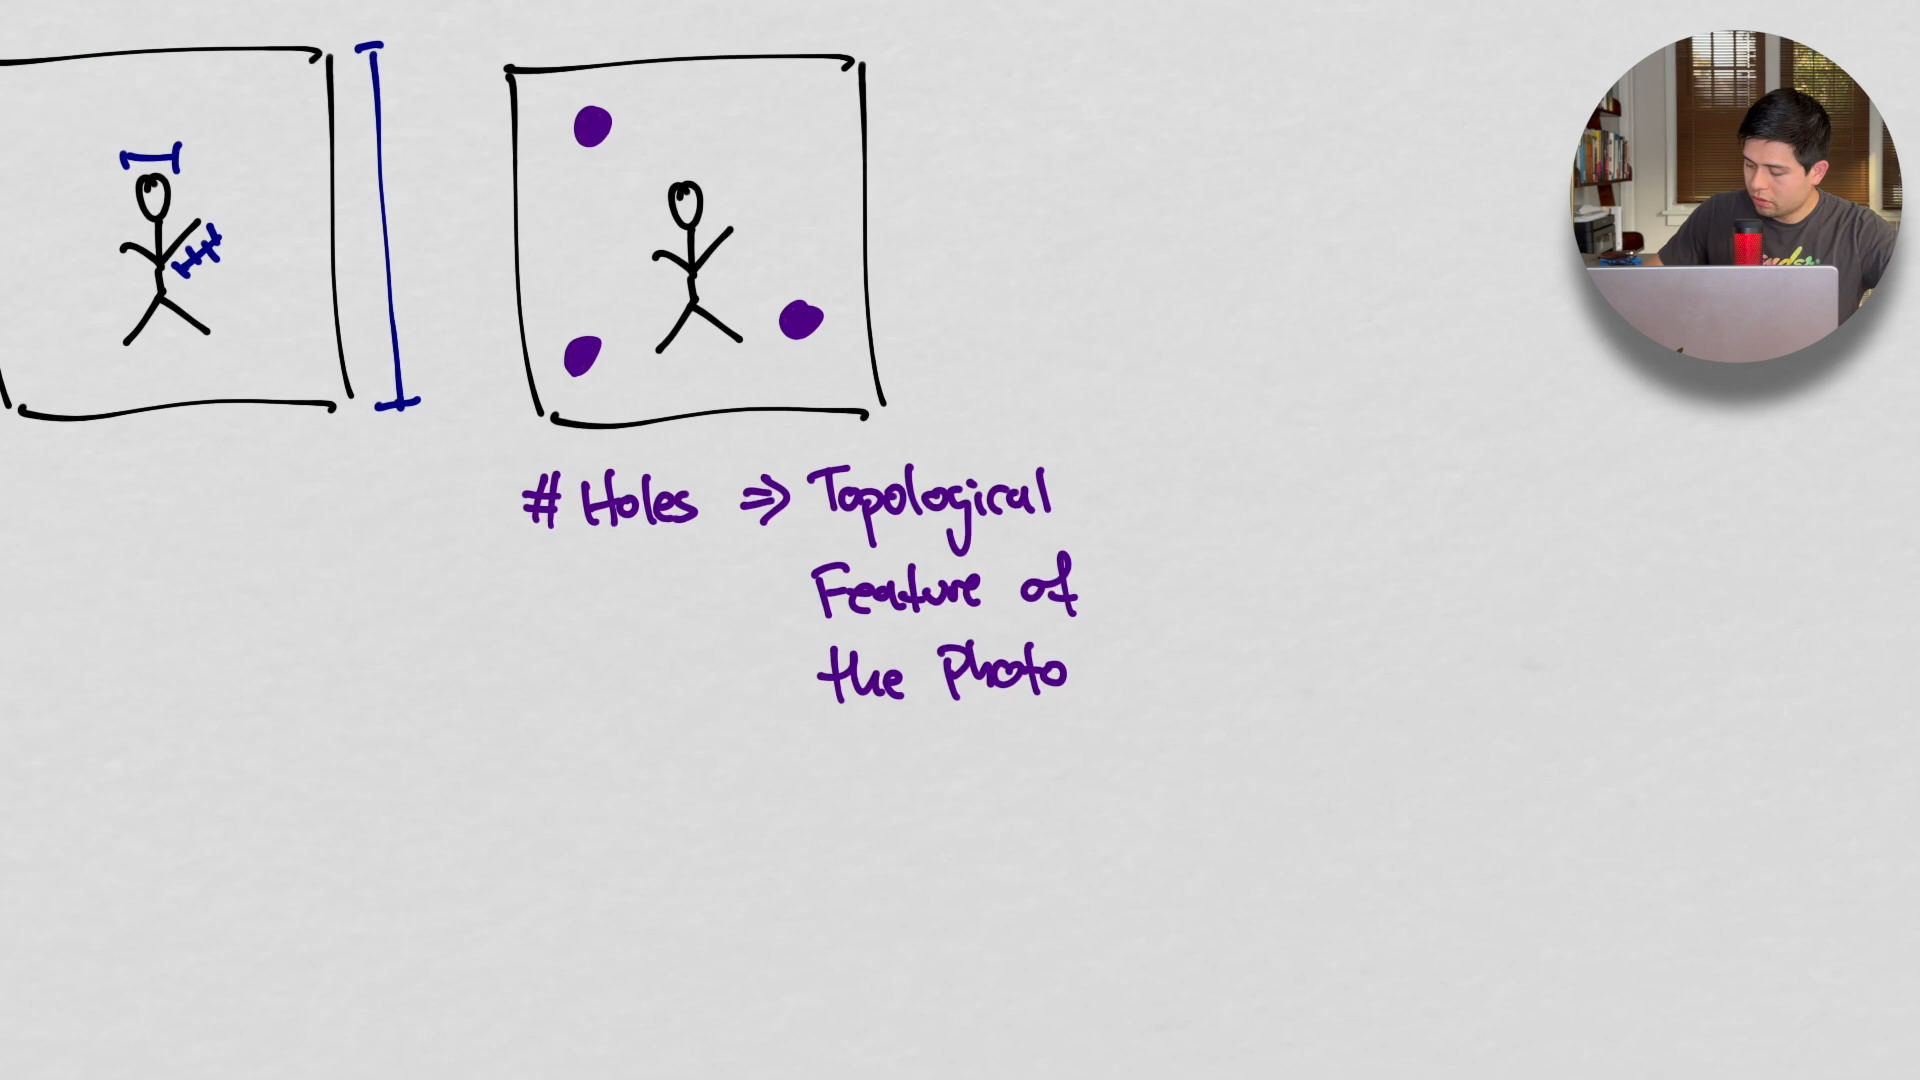 # Holes ⇒ Topological
Feature of
the Photo